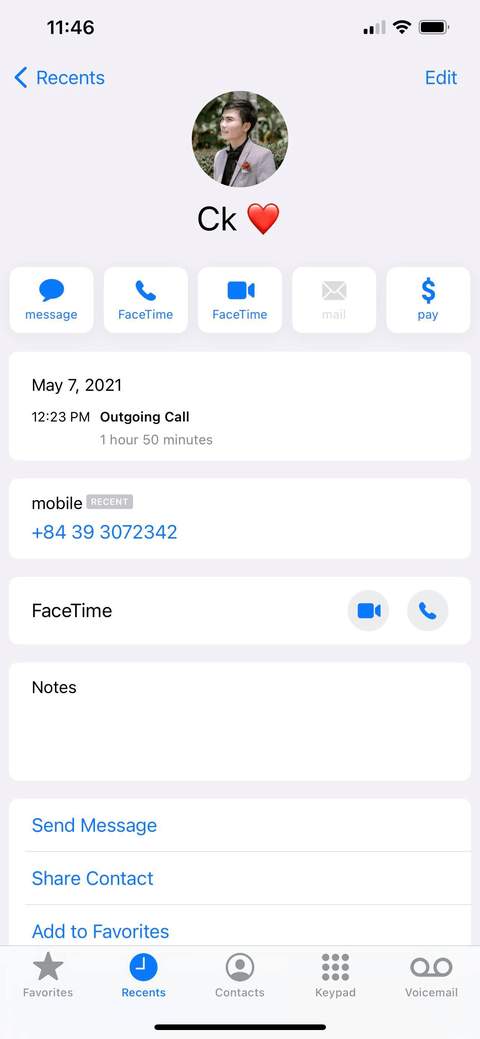 11:46
Recents
Edit
Ck ❤️
message
FaceTime
FaceTime
mail
pay
May 7, 2021
12:23 PM Outgoing Call
1 hour 50 minutes
mobile RECENT
+84 39 3072342
FaceTime
Notes
Send Message
Share Contact
Add to Favorites
Favorites
Recents
Contacts
Keypad
Voicemail